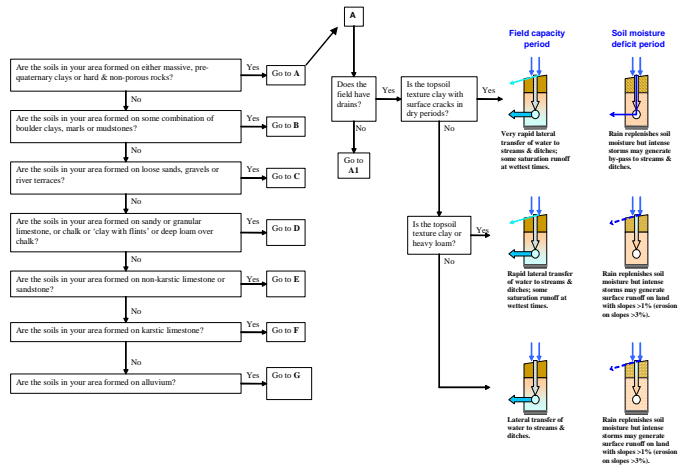 Are the soils in your area formed on either massive, pre-
quaternary clays or hard & non-porous rocks?
Yes
Go to A
No
Are the soils in your area formed on some combination of
boulder clays, marls or mudstones?
Yes
Go to B
No
Are the soils in your area formed on loose sands, gravels or
river terraces?
Yes
Go to C
No
Are the soils in your area formed on sandy or granular
limestone, or chalk or ‘clay with flints’ or deep loam over
chalk?
Yes
Go to D
No
Are the soils in your area formed on non-karstic limestone or
sandstone?
Yes
Go to E
No
Are the soils in your area formed on karstic limestone?
Yes
Go to F
No
Are the soils in your area formed on alluvium?
Yes
Go to G
A
Does the
field have
drains?
Yes
No
Go to
A1
Is the topsoil
texture clay with
surface cracks in
dry periods?
Yes
No
Is the topsoil
texture clay or
heavy loam?
Yes
No
Field capacity
period
Soil moisture
deficit period
Very rapid lateral
transfer of water to
streams & ditches;
some saturation runoff
at wettest times.
Rain replenishes soil
moisture but intense
storms may generate
by-pass to streams &
ditches.
Rapid lateral transfer
of water to streams &
ditches; some
saturation runoff at
wettest times.
Rain replenishes soil
moisture but intense
storms may generate
surface runoff on land
with slopes >1% (erosion
on slopes >3%).
Lateral transfer of
water to streams &
ditches.
Rain replenishes soil
moisture but intense
storms may generate
surface runoff on land
with slopes >1% (erosion
on slopes >3%).